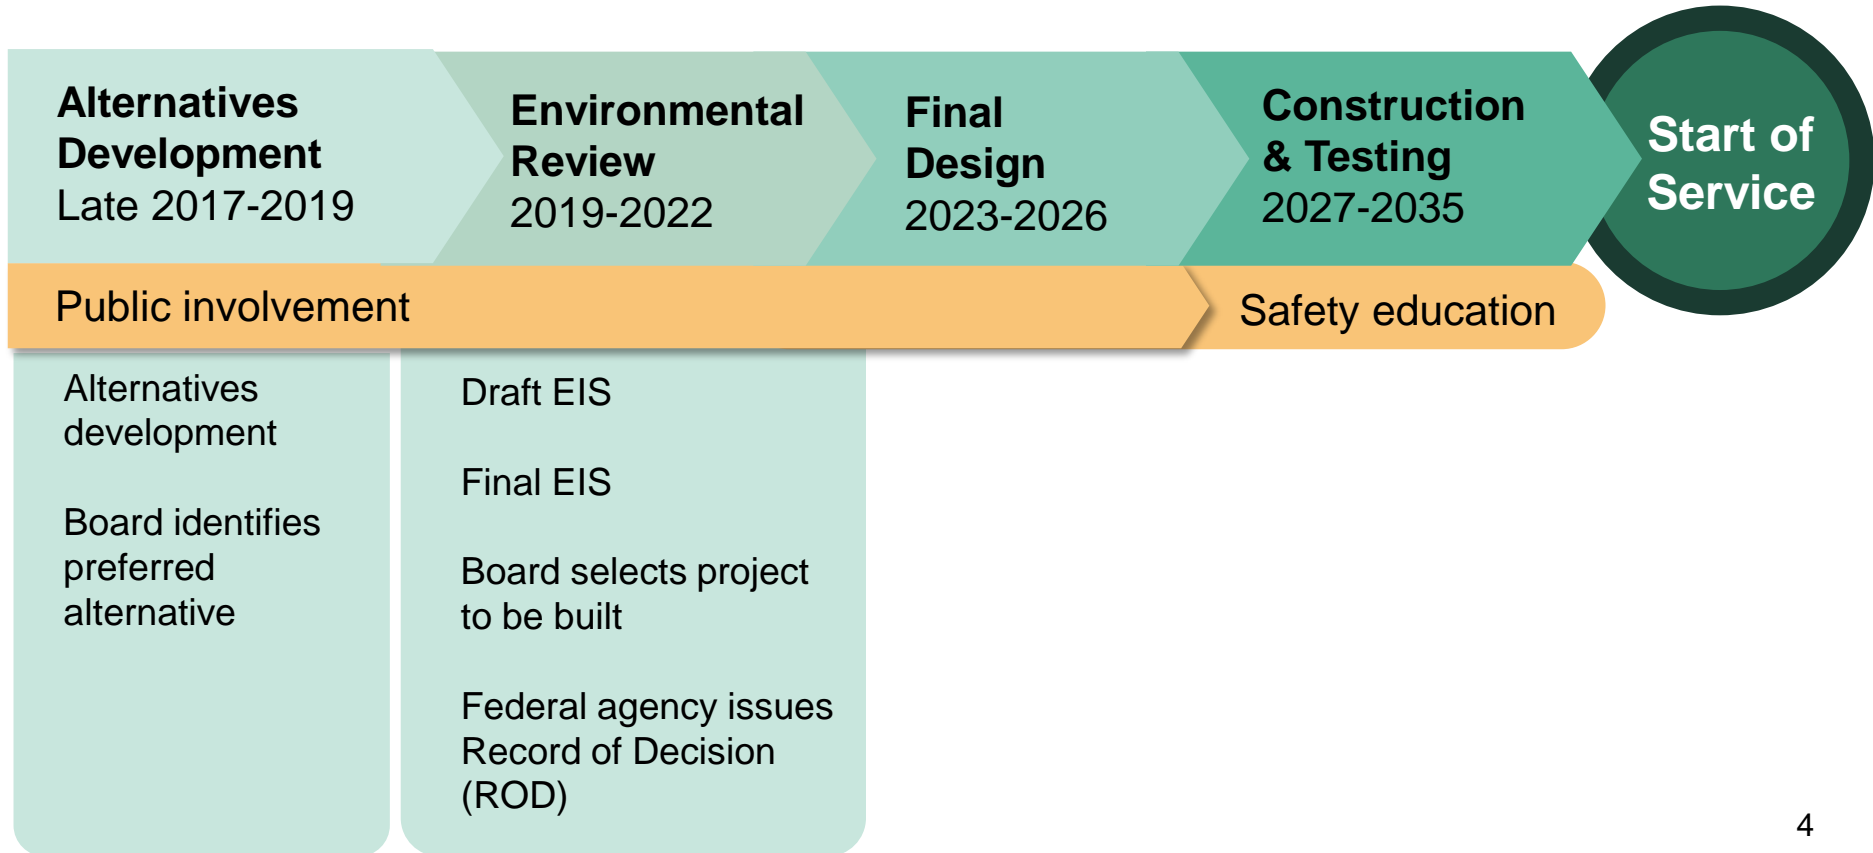 Alternatives
Development
Late 2017-2019
Environmental
Review
2019-2022
Final
Design
2023-2026
Construction
& Testing
2027-2035
Start of
Service
Public involvement
Safety education
Alternatives
development
Board identifies
preferred
alternative
Draft EIS
Final EIS
Board selects project
to be built
Federal agency issues
Record of Decision
(ROD)
4